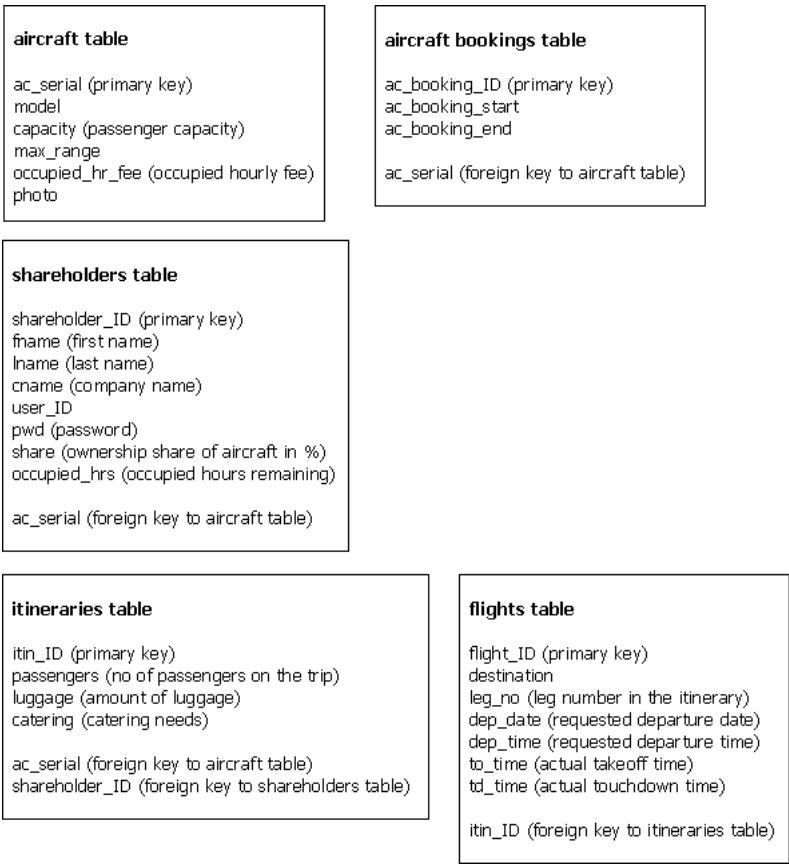 aircraft table
ac_serial (primary key)
model
capacity (passenger capacity)
max_range
occupied_hr_fee (occupied hourly fee)
photo
aircraft bookings table
ac_booking_ID (primary key)
ac_booking_start
ac_booking_end
ac_serial (foreign key to aircraft table)
shareholders table
shareholder_ID (primary key)
fname (first name)
lname (last name)
cname (company name)
user_ID
pwd (password)
share (ownership share of aircraft in %)
occupied_hrs (occupied hours remaining)
ac_serial (foreign key to aircraft table)
itineraries table
itin_ID (primary key)
passengers (no of passengers on the trip)
luggage (amount of luggage)
catering (catering needs)
ac_serial (foreign key to aircraft table)
shareholder_ID (foreign key to shareholders table)
flights table
flight_ID (primary key)
destination
leg_no (leg number in the itinerary)
dep_date (requested departure date)
dep_time (requested departure time)
to_time (actual takeoff time)
td_time (actual touchdown time)
itin_ID (foreign key to itineraries table)